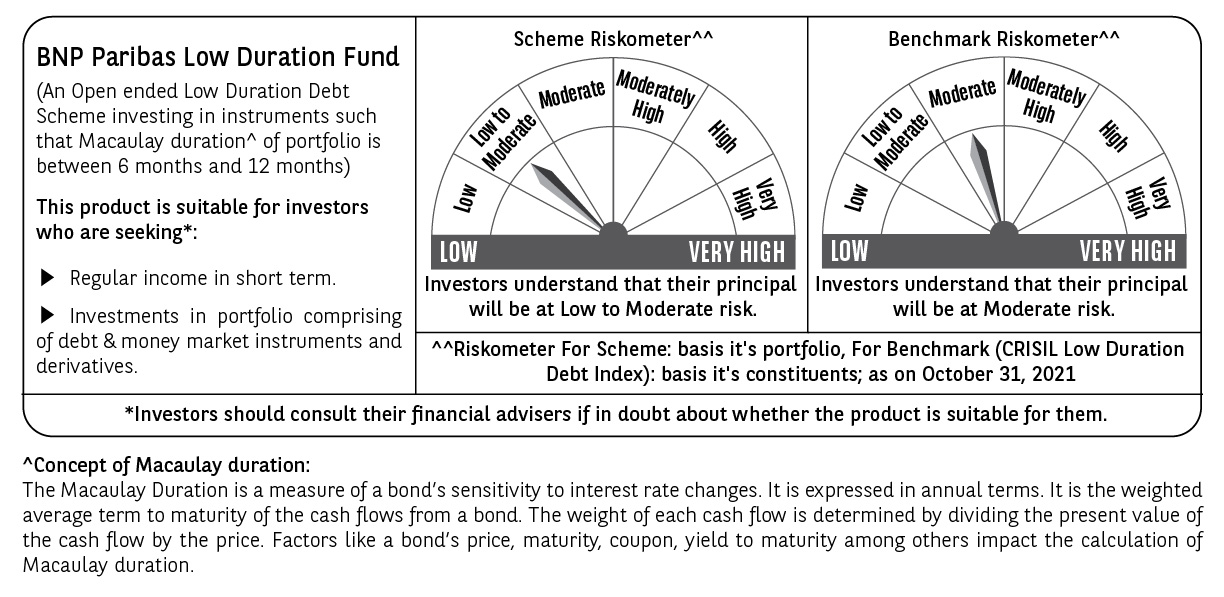 BNP Paribas Low Duration Fund
(An Open ended Low Duration Debt
Scheme investing in instruments such
that Macaulay duration^ of portfolio is
between 6 months and 12 months)
This product is suitable for investors
who are seeking*:
▶ Regular income in short term.
▶ Investments in portfolio comprising
of debt & money market instruments and
derivatives.
Scheme Riskometer^^
Low
Low to
Moderate
Moderate
Moderately
High
High
Very
High
LOW
VERY HIGH
Investors understand that their principal
will be at Low to Moderate risk.
Benchmark Riskometer^^
Low
Low to
Moderate
Moderate
Moderately
High
High
Very
High
LOW
VERY HIGH
Investors understand that their principal
will be at Moderate risk.
^^Riskometer For Scheme: basis it's portfolio, For Benchmark (CRISIL Low Duration
Debt Index): basis it's constituents; as on October 31, 2021
*Investors should consult their financial advisers if in doubt about whether the product is suitable for them.
^Concept of Macaulay duration:
The Macaulay Duration is a measure of a bond’s sensitivity to interest rate changes. It is expressed in annual terms. It is the weighted
average term to maturity of the cash flows from a bond. The weight of each cash flow is determined by dividing the present value of
the cash flow by the price. Factors like a bond’s price, maturity, coupon, yield to maturity among others impact the calculation of
Macaulay duration.